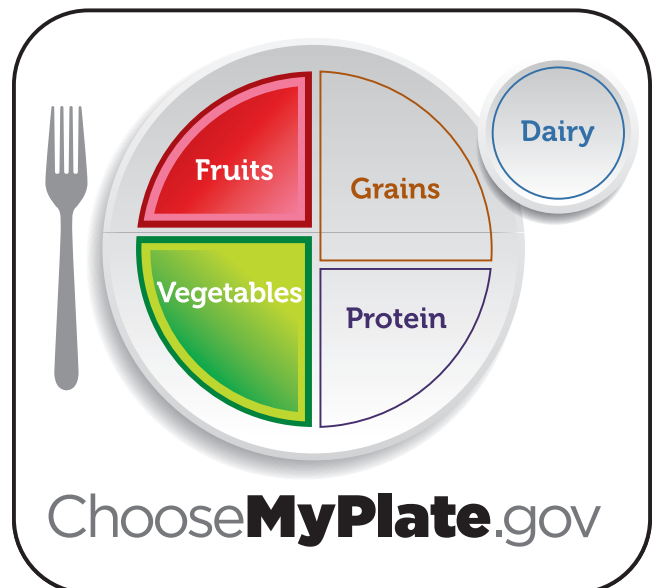 Dairy
Fruits
Grains
Vegetables
Protein
ChooseMyPlate.gov